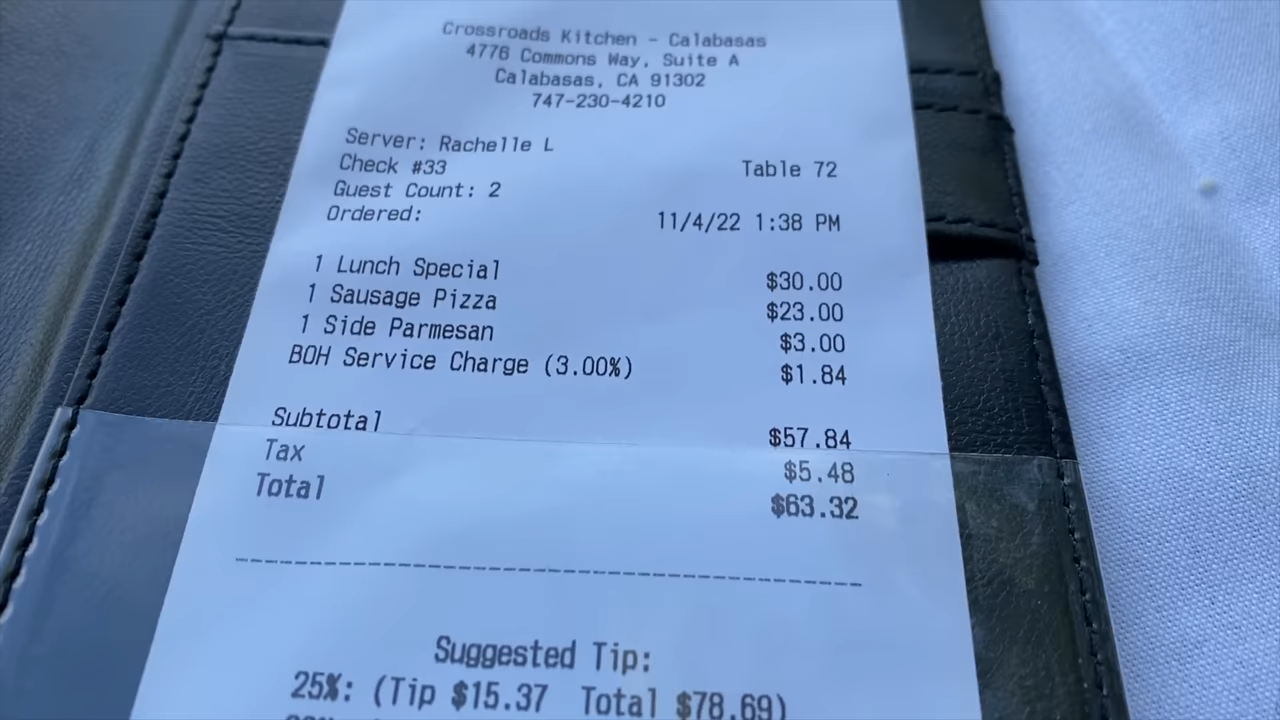 Crossroads Kitchen - Calabasas
4776 Commons Way, Suite A
Calabasas, CA 91302
747-230-4210
Server: Rachelle L
Check #33 Table 72
Guest Count: 2
Ordered: 11/4/22 1:38 PM
1 Lunch Special $30.00
1 Sausage Pizza $23.00
1 Side Parmesan $3.00
BOH Service Charge (3.00%) $1.84
Subtotal $57.84
Tax $5.48
Total $63.32
Suggested Tip:
25%: (Tip $15.37 Total $78.69)